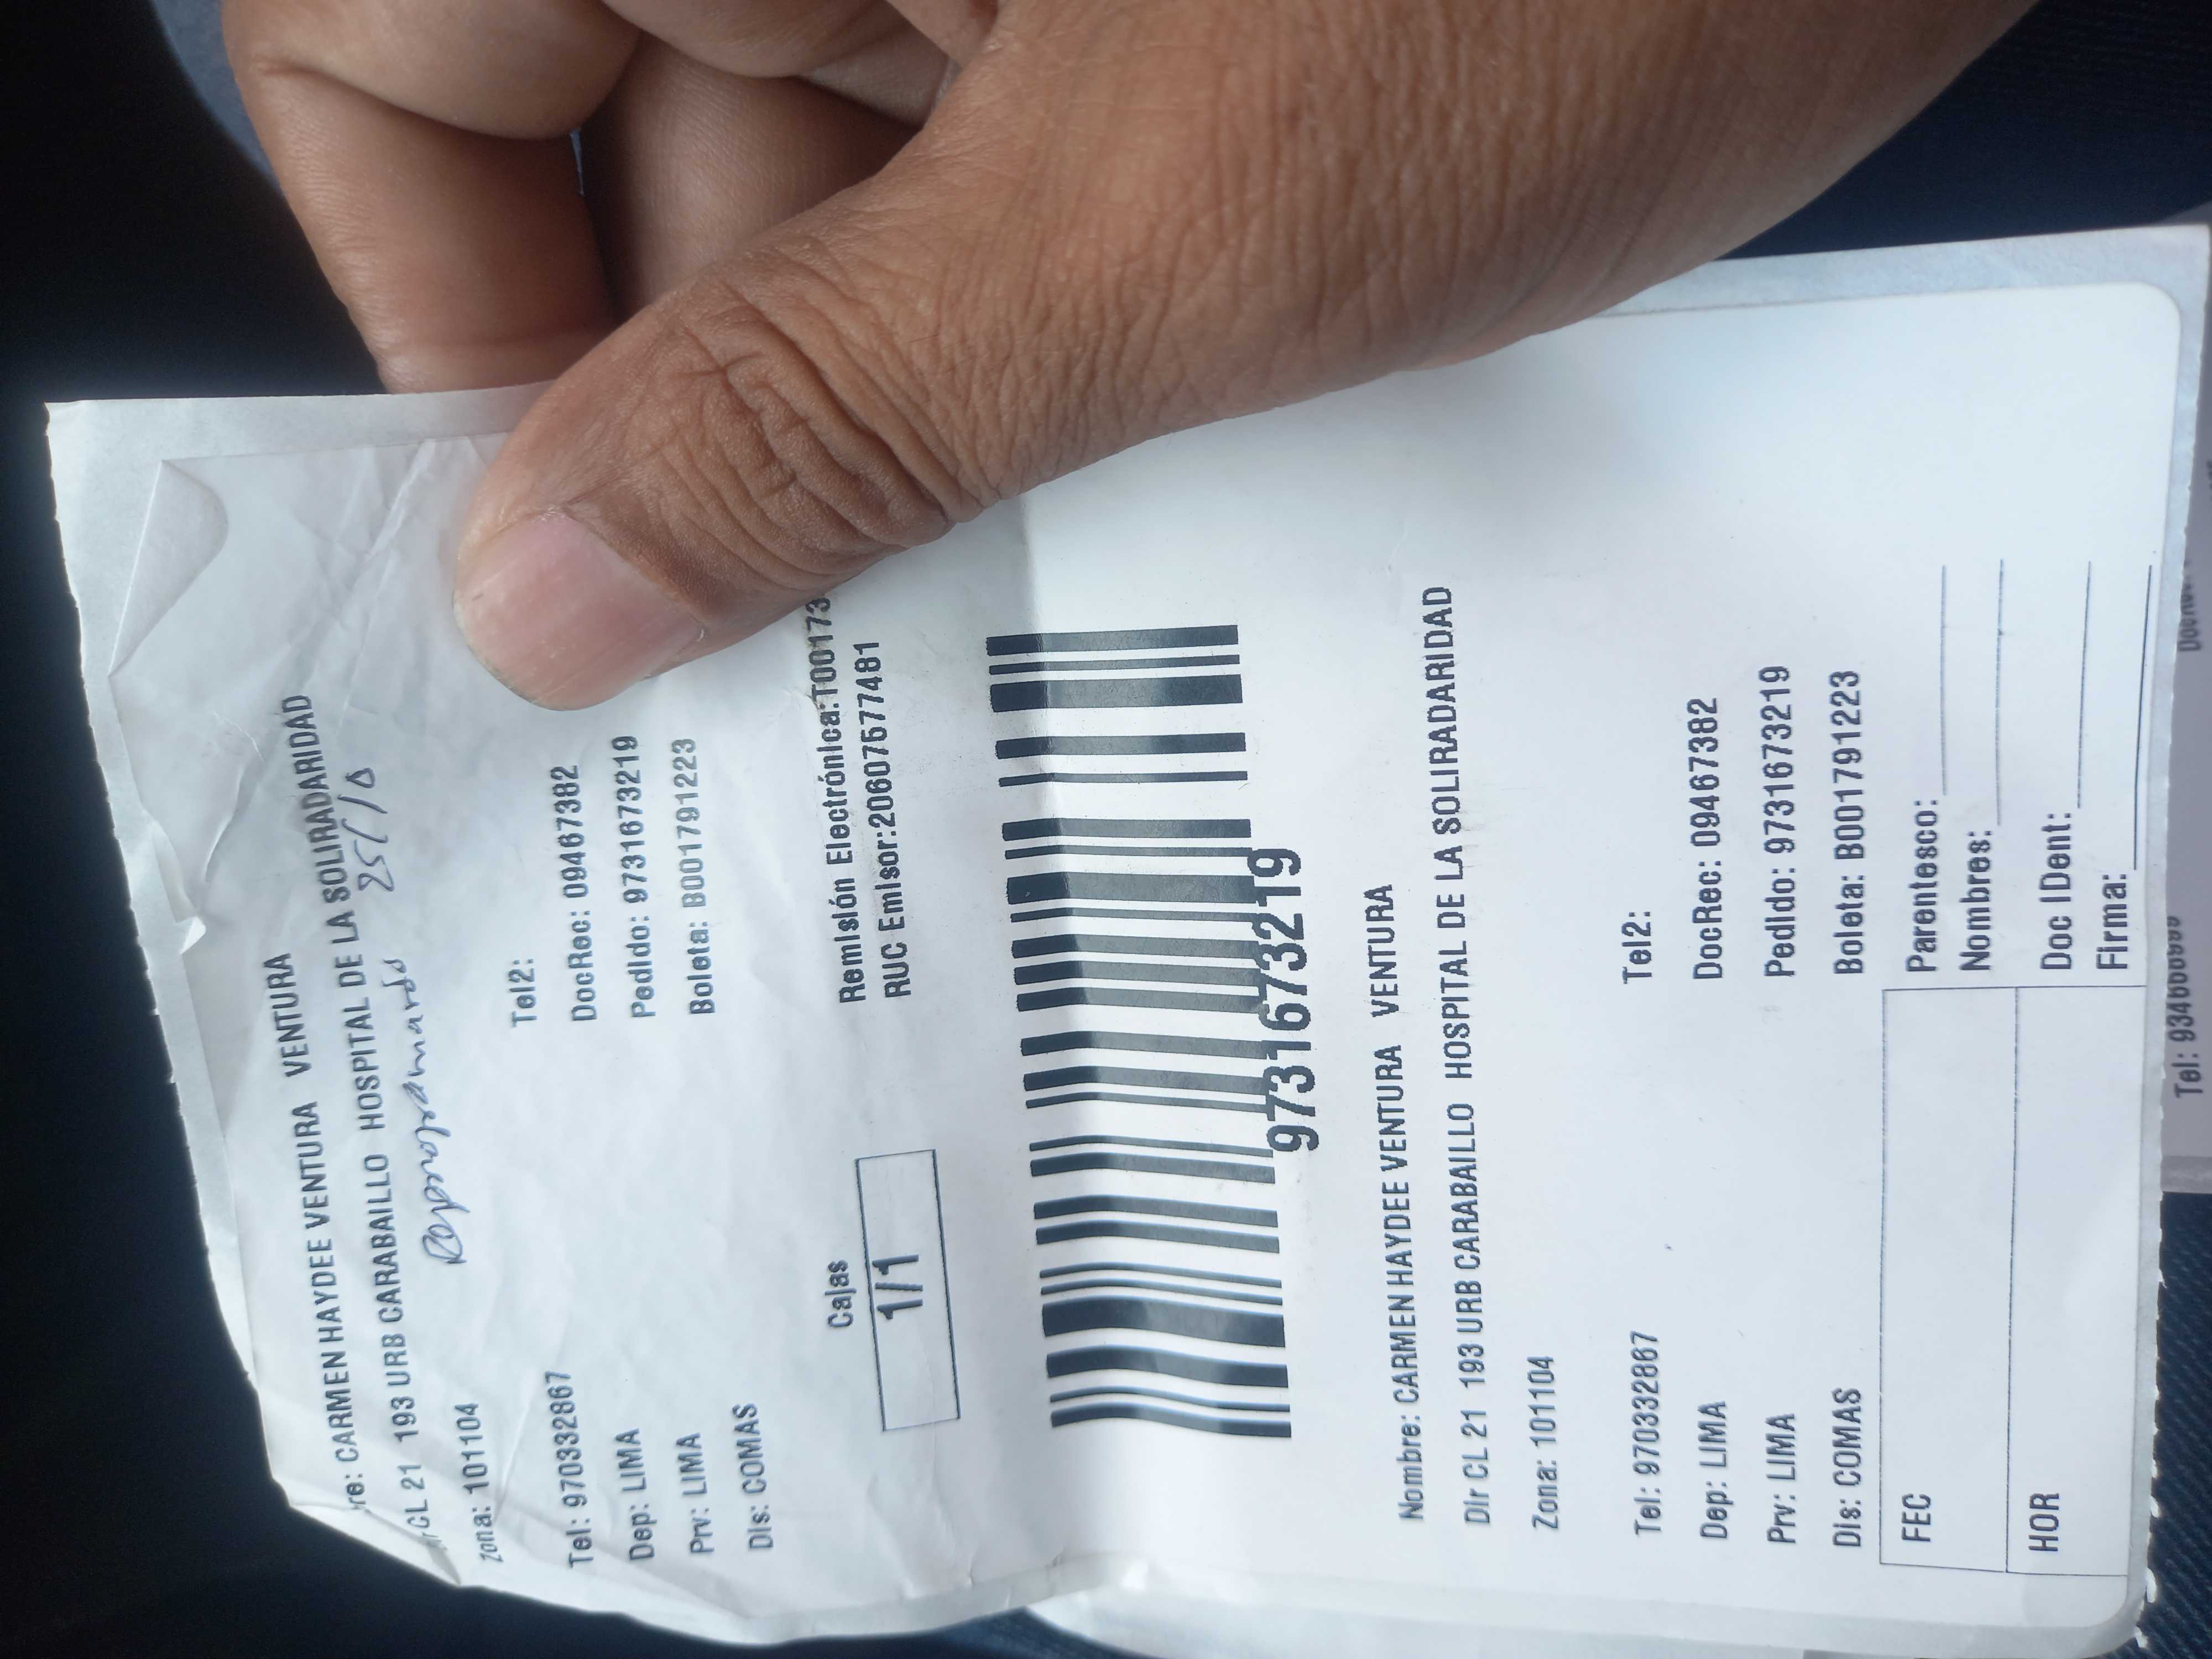 re: CARMEN HAYDEE VENTURA VENTURA
r CL 21 193 URB CARABAILLO HOSPITAL DE LA SOLIRADARIDAD
Reprogramado
Zona: 101104
Tel: 970332867 Tel2:
Dep: LIMA DocRec: 09467382
Prv: LIMA Pedido: 9731673219
Dis: COMAS Boleta: B001791223
Cajas
1/1
Remisión Electrónica:T00173
RUC Emisor:20607577481
9731673219
Nombre: CARMEN HAYDEE VENTURA VENTURA
Dir CL 21 193 URB CARABAILLO HOSPITAL DE LA SOLIRADARIDAD
Zona: 101104
Tel: 970332867 Tel2:
Dep: LIMA DocRec: 09467382
Prv: LIMA Pedido: 9731673219
Dis: COMAS Boleta: B001791223
FEC
HOR
Parentesco:
Nombres:
Doc IDent:
Firma:
Tel: